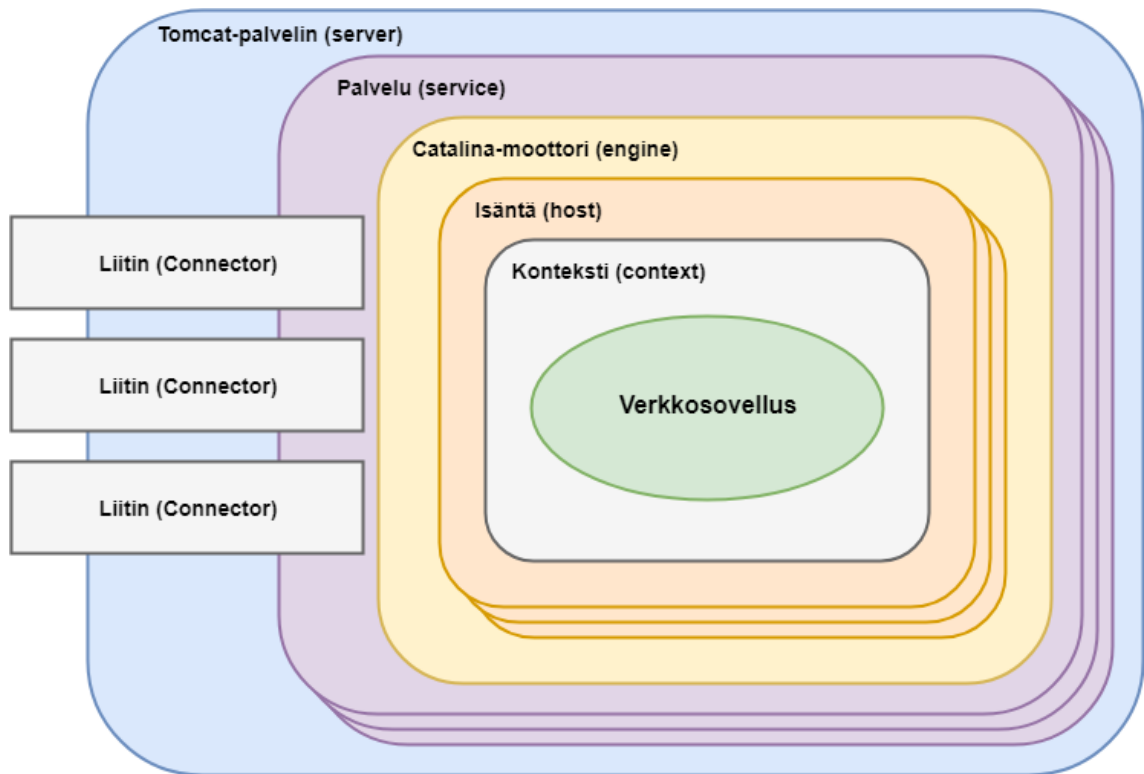 Tomcat-palvelin (server)
Palvelu (service)
Catalina-moottori (engine)
Isäntä (host)
Konteksti (context)
Liitin (Connector)
Liitin (Connector)
Liitin (Connector)
Verkkosovellus